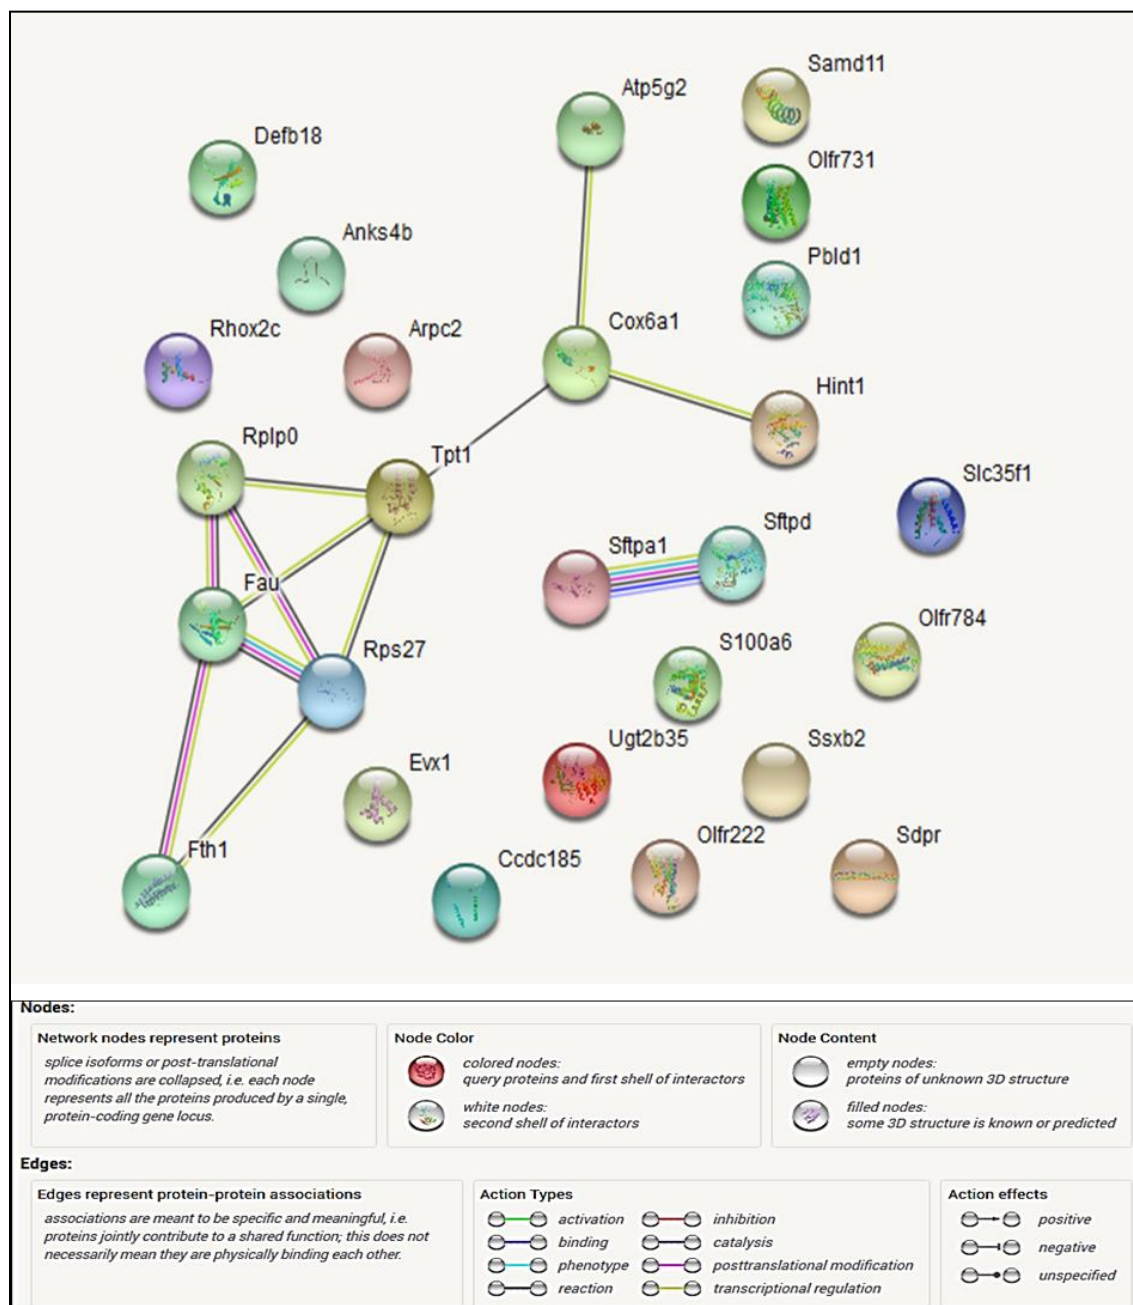 Samd11
Atp5g2
Defb18
Olfr731
Anks4b
Pbld1
Rhox2c
Arpc2
Cox6a1
Hint1
Rplp0
Tpt1
Slc35f1
Sftpd
Sftpa1
Fau
Olfr784
S100a6
Rps27
Ugt2b35
Ssxb2
Evx1
Olfr222
Sdpr
Fth1
Ccdc185
Nodes:
Network nodes represent proteins
splice isoforms or post-translational
modifications are collapsed, i.e. each node
represents all the proteins produced by a single,
protein-coding gene locus.
Node Color
colored nodes:
query proteins and first shell of interactors
white nodes:
second shell of interactors
Node Content
empty nodes:
proteins of unknown 3D structure
filled nodes:
some 3D structure is known or predicted
Edges:
Edges represent protein-protein associations
associations are meant to be specific and meaningful, i.e.
proteins jointly contribute to a shared function; this does not
necessarily mean they are physically binding each other.
Action Types
activation
inhibition
binding
catalysis
phenotype
posttranslational modification
reaction
transcriptional regulation
Action effects
positive
negative
unspecified